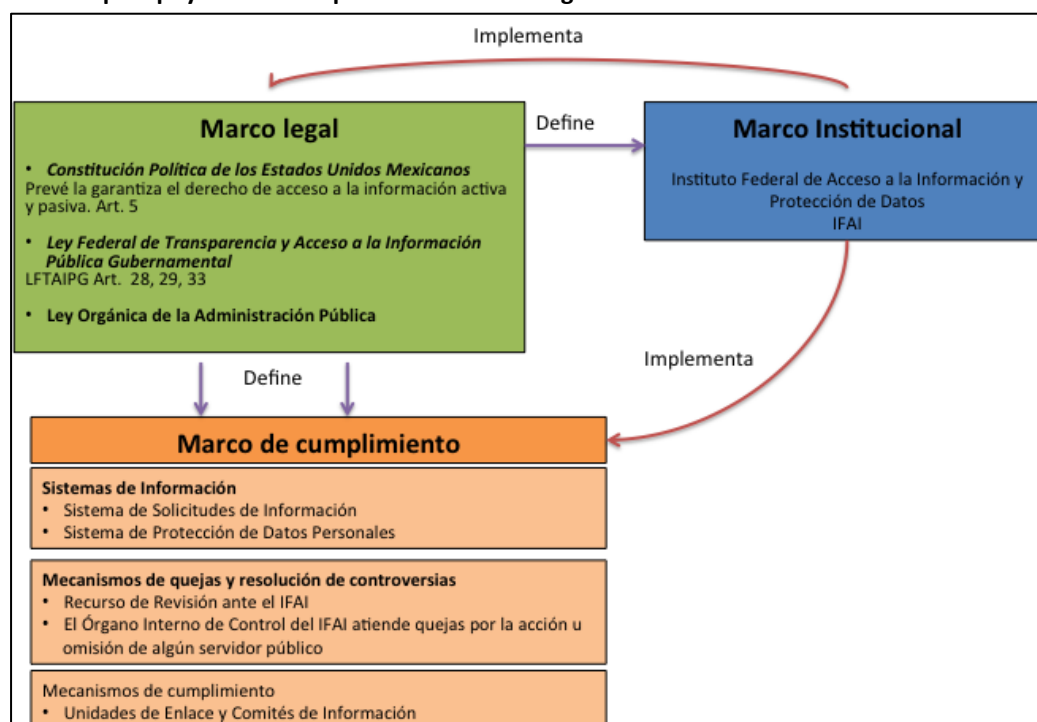 Implementa
Marco legal
• Constitución Política de los Estados Unidos Mexicanos
Prevé la garantiza el derecho de acceso a la información activa
y pasiva. Art. 5
• Ley Federal de Transparencia y Acceso a la Información
Pública Gubernamental
LFTAIPG Art. 28, 29, 33
• Ley Orgánica de la Administración Pública
Define
Marco Institucional
Instituto Federal de Acceso a la Información y
Protección de Datos
IFAI
Define
Implementa
Marco de cumplimiento
Sistemas de Información
• Sistema de Solicitudes de Información
• Sistema de Protección de Datos Personales
Mecanismos de quejas y resolución de controversias
• Recurso de Revisión ante el IFAI
• El Órgano Interno de Control del IFAI atiende quejas por la acción u
omisión de algún servidor público
Mecanismos de cumplimiento
• Unidades de Enlace y Comités de Información